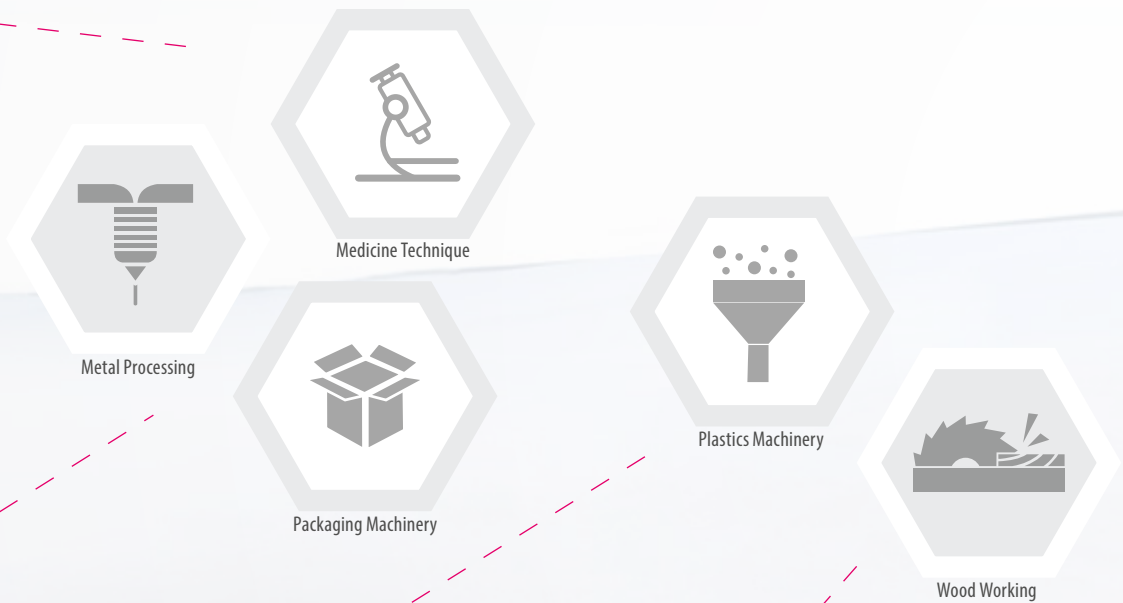 Medicine Technique
Metal Processing
Packaging Machinery
Plastics Machinery
Wood Working